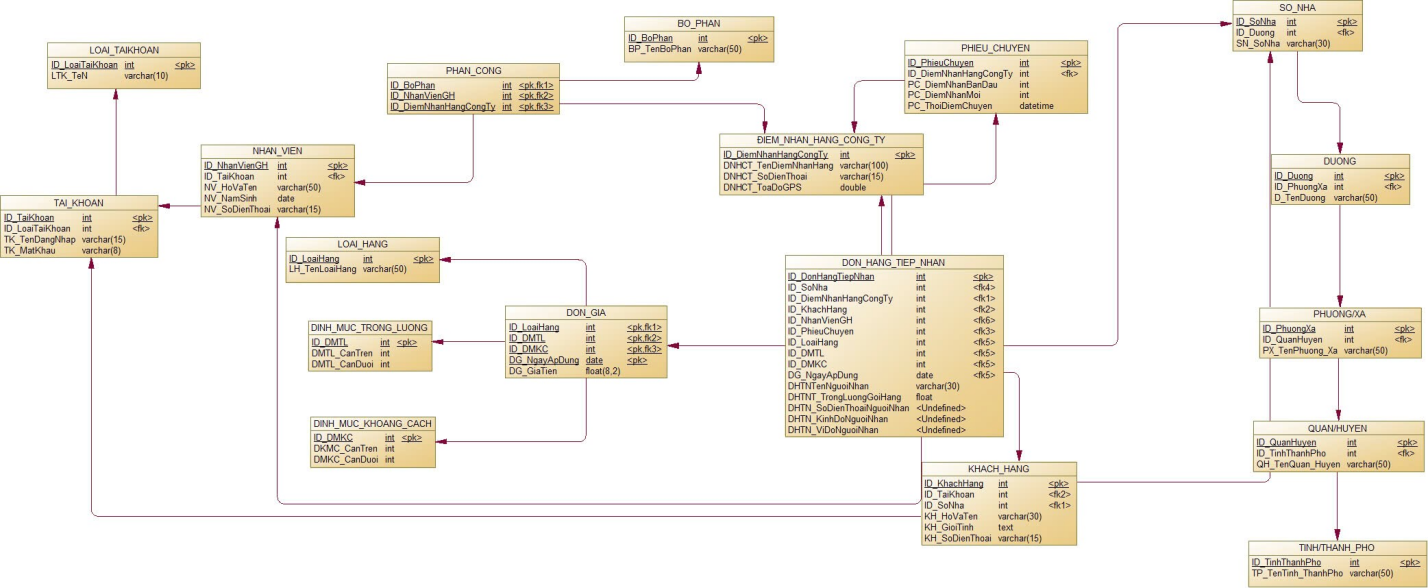 LOAI_TAIKHOAN
ID_LoaiTaiKhoan int <pk>
LTK_TeN varchar(10)
PHAN_CONG
ID_BoPhan int <pk,fk1>
ID_NhanVienGH int <pk,fk2>
ID_DiemNhanHangCongTy int <pk,fk3>
BO_PHAN
ID_BoPhan int <pk>
BP_TenBoPhan varchar(50)
PHIEU_CHUYEN
ID_PhieuChuyen int <pk>
ID_DiemNhanHangCongTy int <fk>
PC_DiemNhanBanDau int
PC_DiemNhanMoi int
PC_ThoiDiemChuyen datetime
SO_NHA
ID_SoNha int <pk>
ID_Duong int <fk>
SN_SoNha varchar(30)
NHAN_VIEN
ID_NhanVienGH int <pk>
ID_TaiKhoan int <fk>
NV_HoVaTen varchar(50)
NV_NamSinh date
NV_SoDienThoai varchar(15)
ĐIEM_NHAN_HANG_CONG_TY
ID_DiemNhanHangCongTy int <pk>
DNHCT_TenDiemNhanHang varchar(100)
DNHCT_SoDienThoai varchar(15)
DNHCT_ToaDoGPS double
DUONG
ID_Duong int <pk>
ID_PhuongXa int <fk>
D_TenDuong varchar(50)
TAI_KHOAN
ID_TaiKhoan int <pk>
ID_LoaiTaiKhoan int <fk>
TK_TenDangNhap varchar(15)
TK_MatKhau varchar(8)
LOAI_HANG
ID_LoaiHang int <pk>
LH_TenLoaiHang varchar(50)
DON_HANG_TIEP_NHAN
ID_DonHangTiepNhan int <pk>
ID_SoNha int <fk4>
ID_DiemNhanHangCongTy int <fk1>
ID_KhachHang int <fk2>
ID_NhanVienGH int <fk6>
ID_PhieuChuyen int <fk3>
ID_LoaiHang int <fk5>
ID_DMTL int <fk5>
ID_DMKC int <fk5>
DG_NgayApDung date <fk5>
DHTNTenNguoiNhan varchar(30)
DHTNT_TrongLuongGoiHang float
DHTN_SoDienThoaiNguoiNhan <Undefined>
DHTN_KinhDoNguoiNhan <Undefined>
DHTN_ViDoNguoiNhan <Undefined>
DON_GIA
ID_LoaiHang int <pk,fk1>
ID_DMTL int <pk,fk2>
ID_DMKC int <pk,fk3>
DG_NgayApDung date <pk>
DG_GiaTien float(8,2)
DINH_MUC_TRONG_LUONG
ID_DMTL int <pk>
DMTL_CanTren int
DMTL_CanDuoi int
PHUONG/XA
ID_PhuongXa int <pk>
ID_QuanHuyen int <fk>
PX_TenPhuong_Xa varchar(50)
DINH_MUC_KHOANG_CACH
ID_DMKC int <pk>
DKMC_CanTren int
DMKC_CanDuoi int
QUAN/HUYEN
ID_QuanHuyen int <pk>
ID_TinhThanhPho int <fk>
QH_TenQuan_Huyen varchar(50)
KHACH_HANG
ID_KhachHang int <pk>
ID_TaiKhoan int <fk2>
ID_SoNha int <fk1>
KH_HoVaTen varchar(30)
KH_GioiTinh text
KH_SoDienThoai varchar(15)
TINH/THANH_PHO
ID_TinhThanhPho int <pk>
TP_TenTinh_ThanhPho varchar(50)